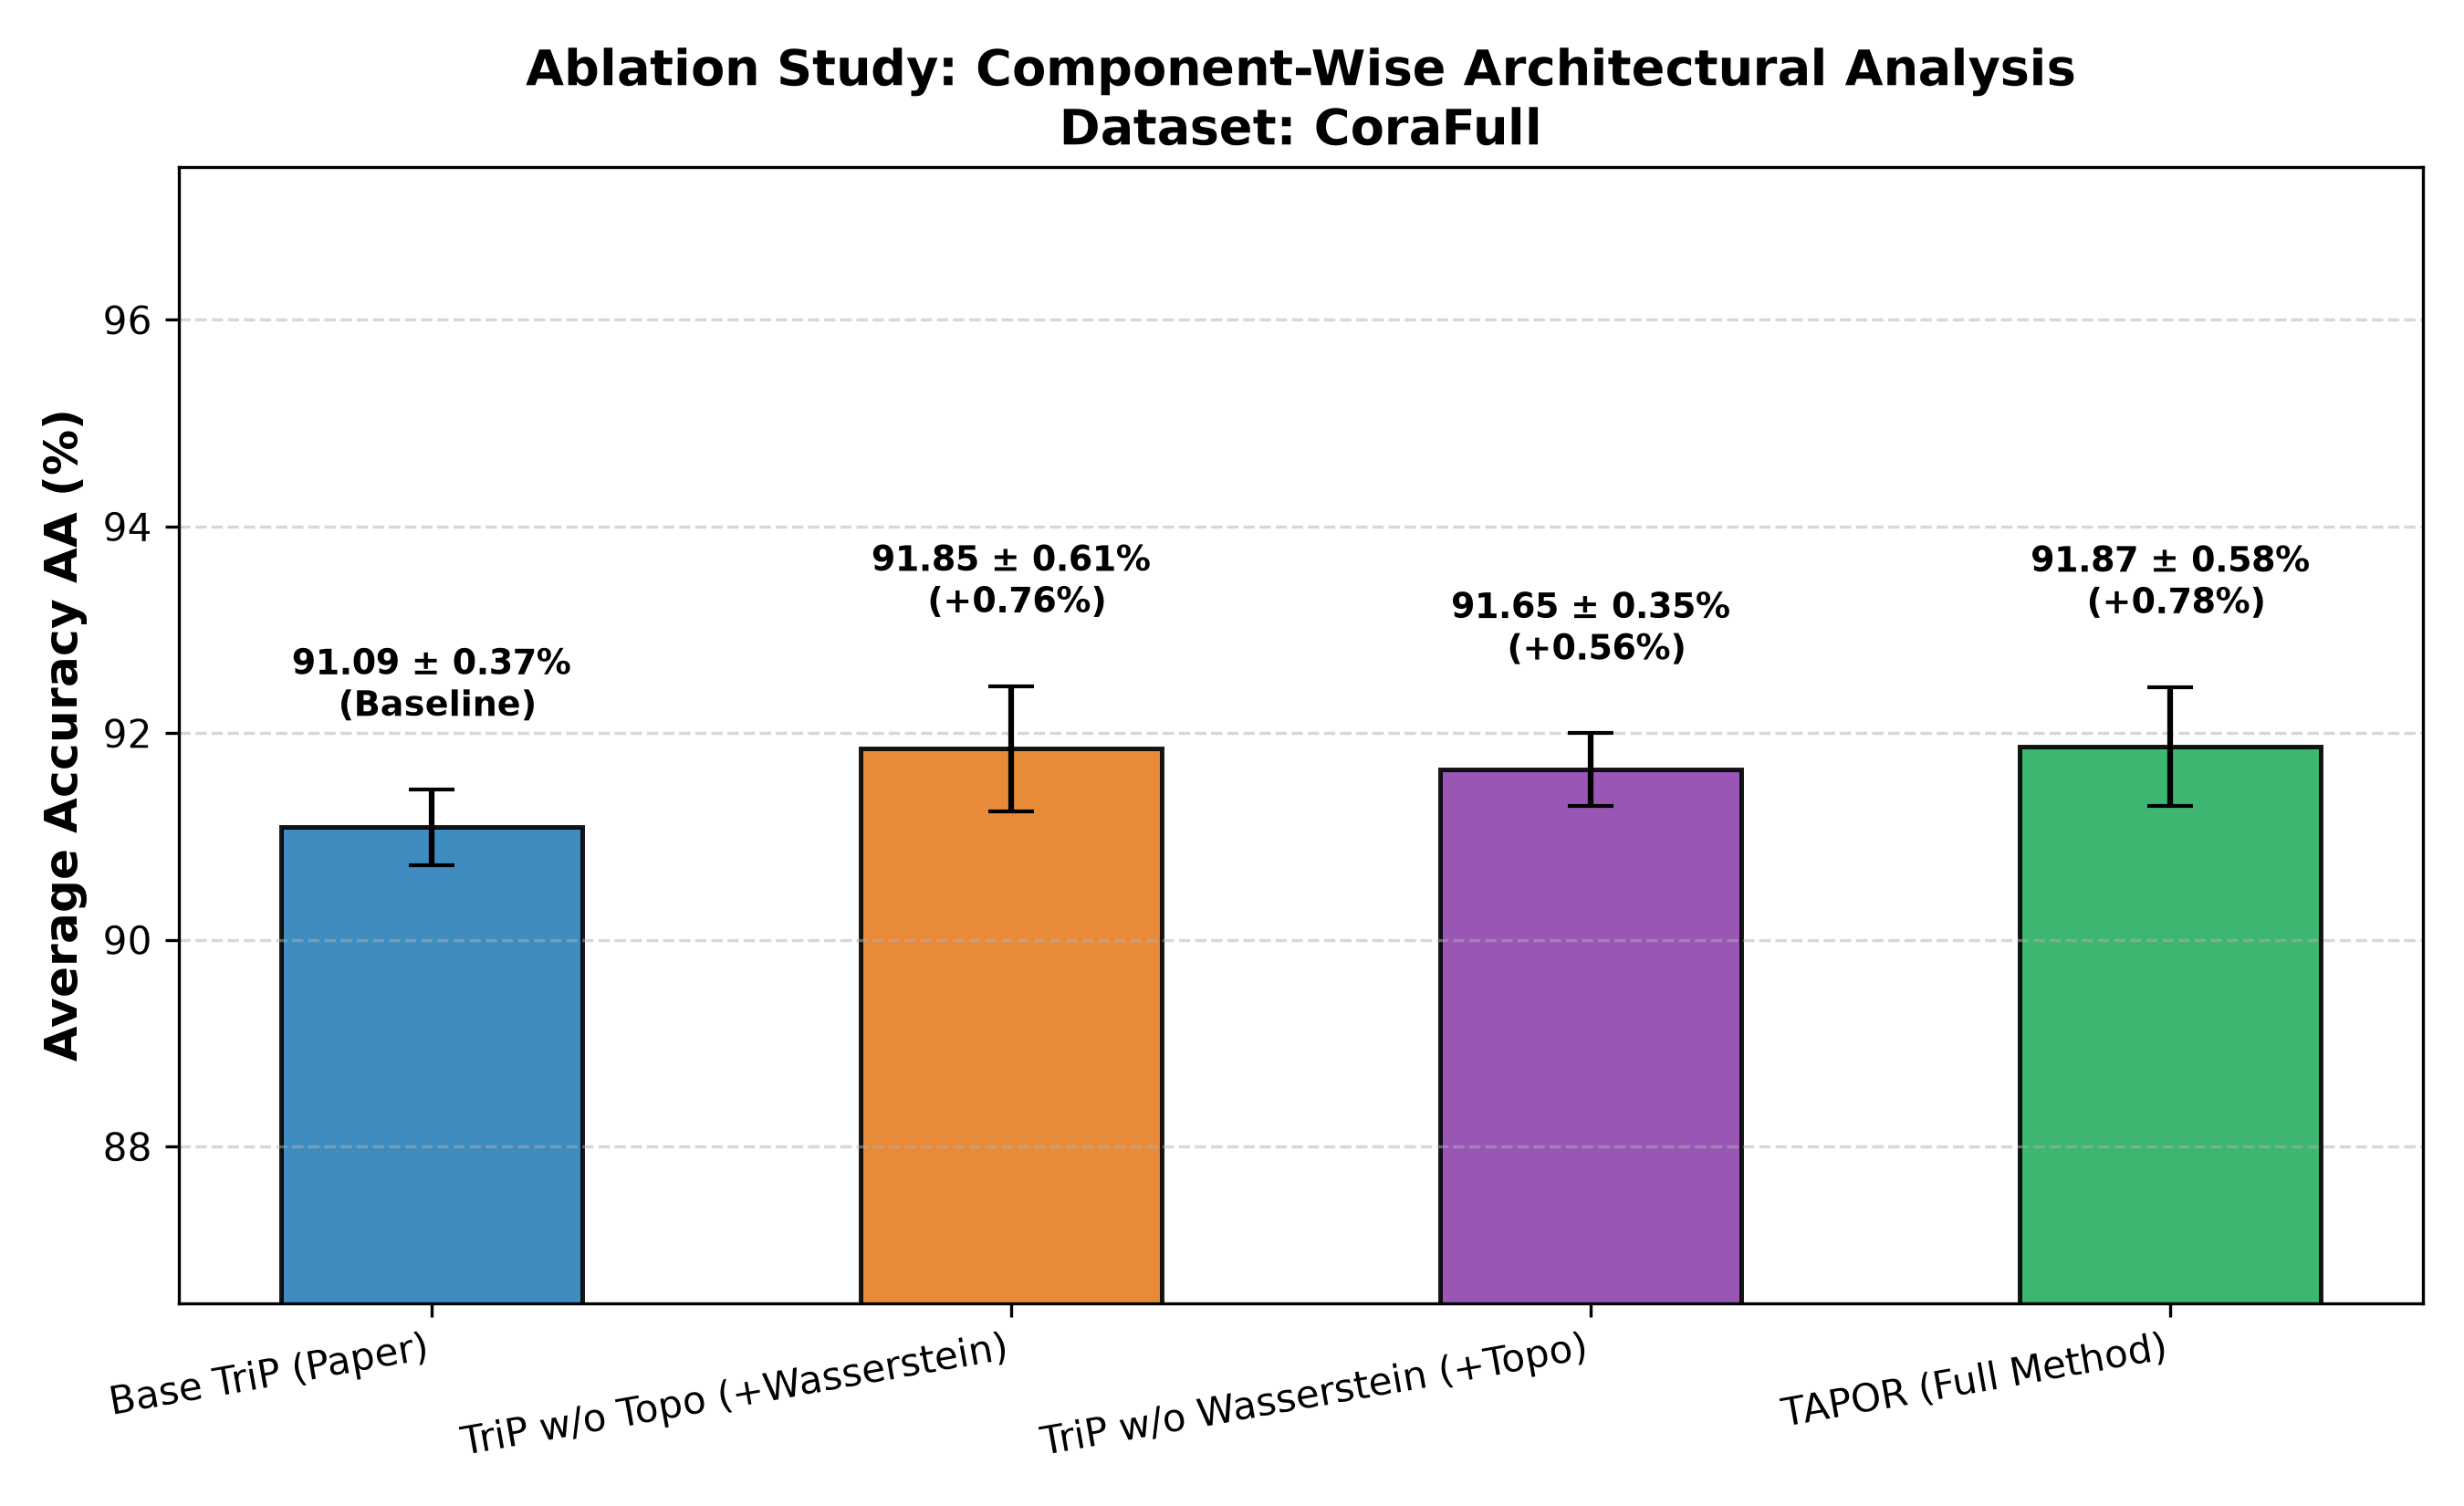 Ablation Study: Component-Wise Architectural Analysis
Dataset: CoraFull
Average Accuracy AA (%)
96
94
92
90
88
91.09 ± 0.37%
(Baseline)
91.85 ± 0.61%
(+0.76%)
91.65 ± 0.35%
(+0.56%)
91.87 ± 0.58%
(+0.78%)
Base TriP (Paper)
TriP w/o Topo (+Wasserstein)
TriP w/o Wasserstein (+Topo)
TAPOR (Full Method)